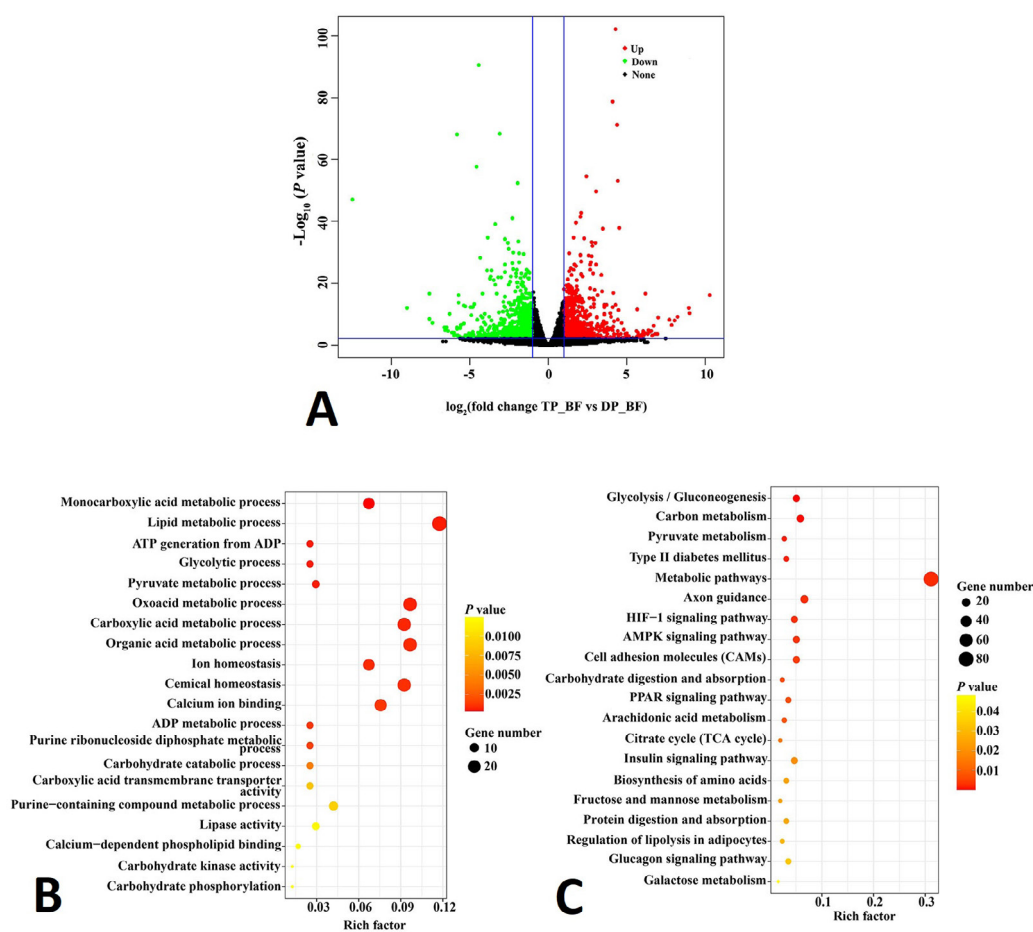 100
80
60
40
20
0
-Log10 (P value)
Up
Down
None
-10
-5
0
5
10
log2(fold change TP_BF vs DP_BF)
A
Monocarboxylic acid metabolic process
Lipid metabolic process
ATP generation from ADP
Glycolytic process
Pyruvate metabolic process
Oxoacid metabolic process
Carboxylic acid metabolic process
Organic acid metabolic process
Ion homeostasis
Cemical homeostasis
Calcium ion binding
ADP metabolic process
Purine ribonucleoside diphosphate metabolic
process
Carbohydrate catabolic process
Carboxylic acid transmembranc transporter
activity
Purine−containing compound metabolic process
Lipase activity
Calcium−dependent phospholipid binding
Carbohydrate kinase activity
Carbohydrate phosphorylation
0.03 0.06 0.09 0.12
Rich factor
P value
0.0100
0.0075
0.0050
0.0025
Gene number
10
20
B
Glycolysis / Gluconeogenesis
Carbon metabolism
Pyruvate metabolism
Type II diabetes mellitus
Metabolic pathways
Axon guidance
HIF−1 signaling pathway
AMPK signaling pathway
Cell adhesion molecules (CAMs)
Carbohydrate digestion and absorption
PPAR signaling pathway
Arachidonic acid metabolism
Citrate cycle (TCA cycle)
Insulin signaling pathway
Biosynthesis of amino acids
Fructose and mannose metabolism
Protein digestion and absorption
Regulation of lipolysis in adipocytes
Glucagon signaling pathway
Galactose metabolism
0.1 0.2 0.3
Rich factor
Gene number
20
40
60
80
P value
0.04
0.03
0.02
0.01
C